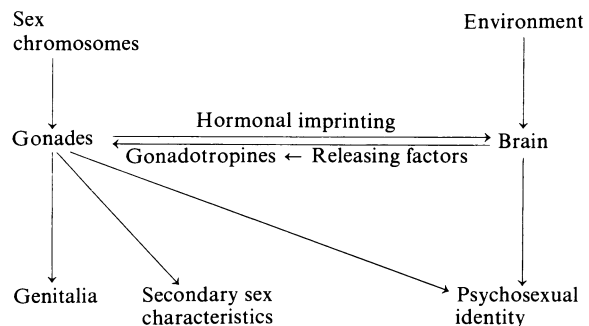 Sex
chromosomes
Environment
Hormonal imprinting
Gonades
Brain
Gonadotropines ← Releasing factors
Genitalia
Secondary sex
characteristics
Psychosexual
identity